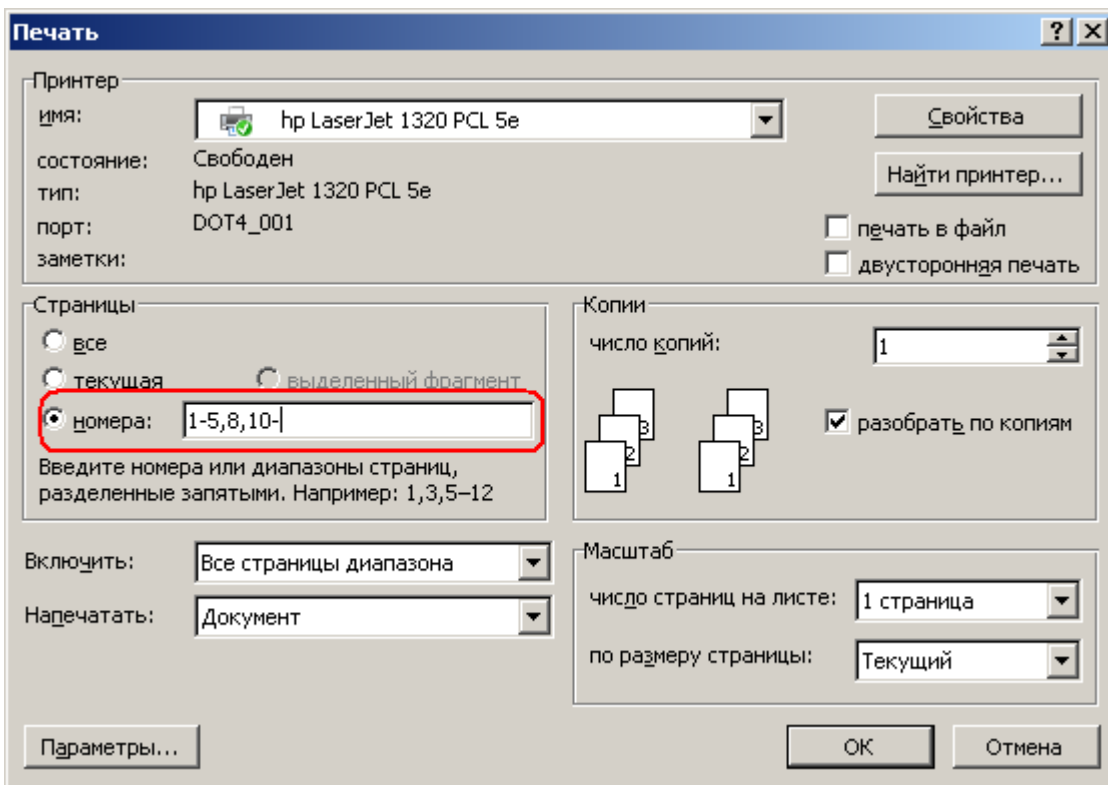 Печать
Принтер
имя: hp LaserJet 1320 PCL 5e Свойства
состояние: Свободен
тип: hp LaserJet 1320 PCL 5e Найти принтер...
порт: DOT4_001 печать в файл
заметки: двусторонняя печать
Страницы
все
текущая выделенный фрагмент
номера: 1-5,8,10-
Введите номера или диапазоны страниц,
разделенные запятыми. Например: 1,3,5–12
Копии
число копий: 1
3 3
2 2
1 1
разобрать по копиям
Включить: Все страницы диапазона
Напечатать: Документ
Масштаб
число страниц на листе: 1 страница
по размеру страницы: Текущий
Параметры... ОК Отмена